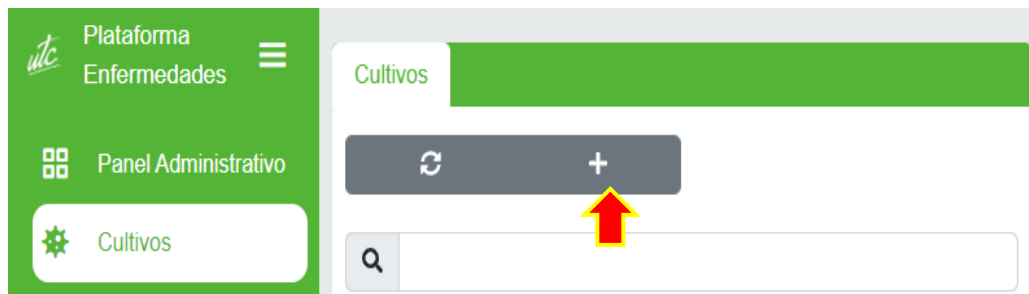 utc
Plataforma
Enfermedades
Cultivos
Panel Administrativo
Cultivos